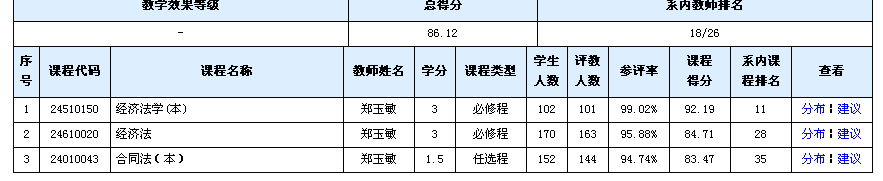 教学效果等级 总得分 系内教师排名
- 86.12 18/26
序号 课程代码 课程名称 教师姓名 学分 课程类型 学生人数 评教人数 参评率 课程得分 系内课程排名 查看
1 24510150 经济法学(本) 郑玉敏 3 必修程 102 101 99.02% 92.19 11 分布¦建议
2 24610020 经济法 郑玉敏 3 必修程 170 163 95.88% 84.71 28 分布¦建议
3 24010043 合同法（本） 郑玉敏 1.5 任选程 152 144 94.74% 83.47 35 分布¦建议